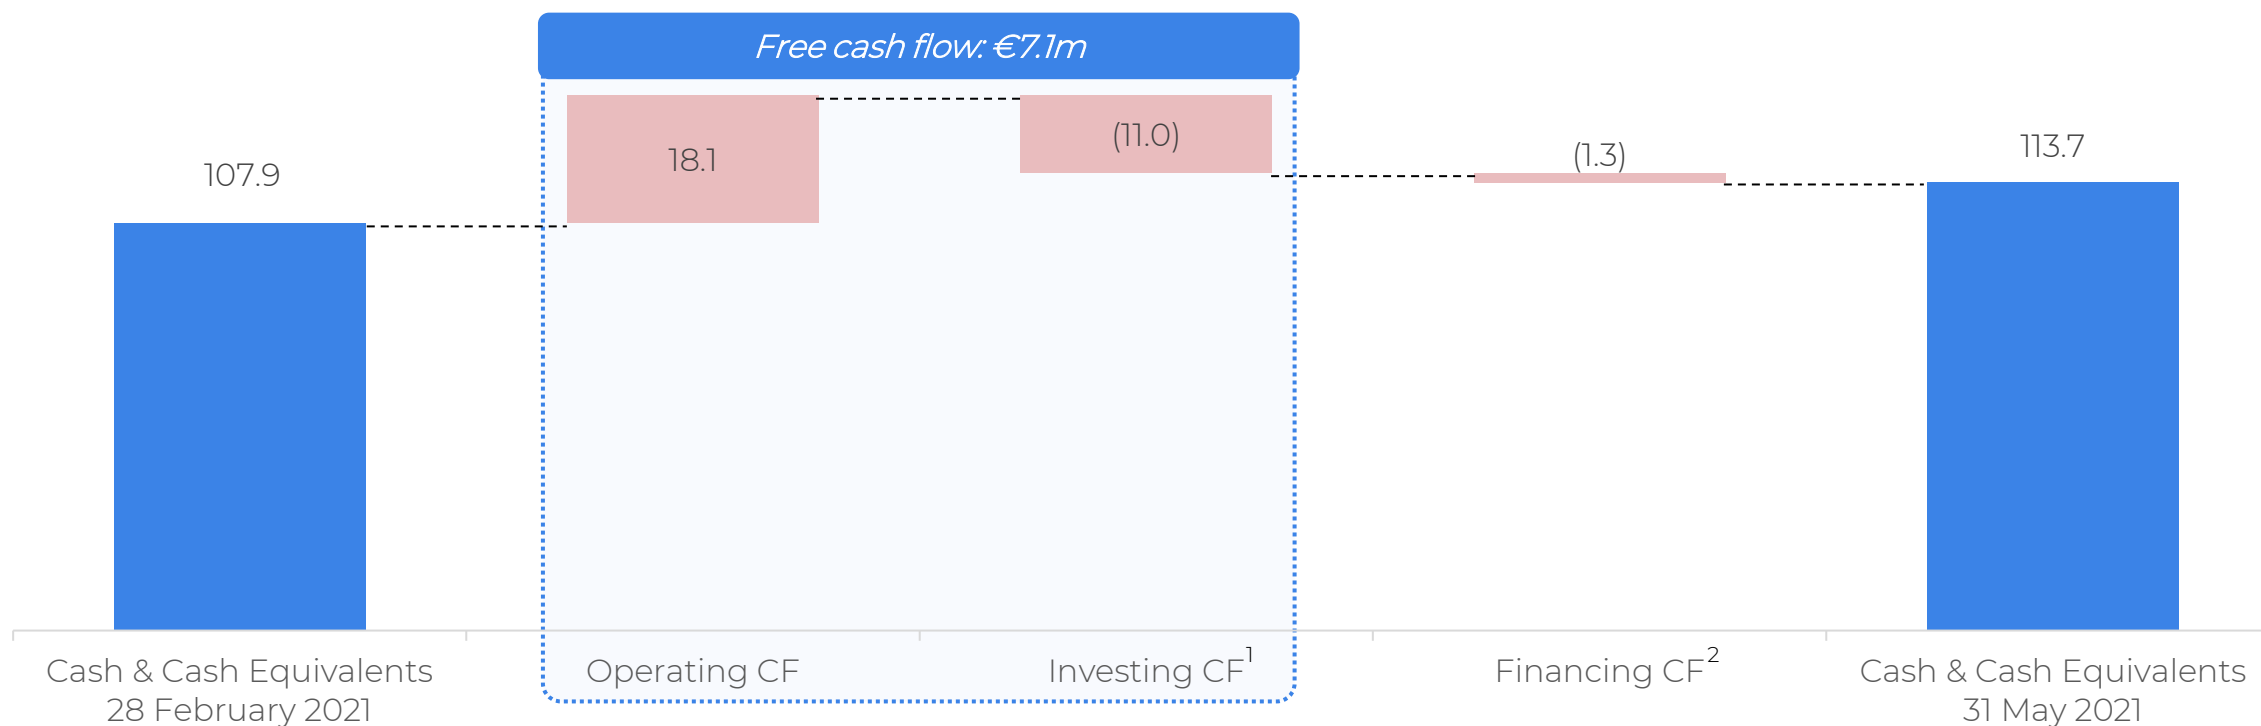 Free cash flow: €7.1m
107.9
18.1
(11.0)
(1.3)
113.7
Cash & Cash Equivalents
28 February 2021
Operating CF
Investing CF1
Financing CF2
Cash & Cash Equivalents
31 May 2021